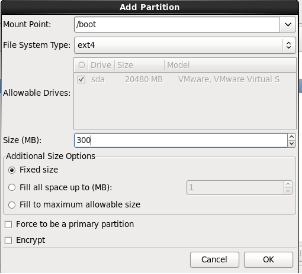 Add Partition
Mount Point: /boot
File System Type: ext4
Allowable Drives:
Drive Size Model
sda 20480 MB VMware, VMware Virtual S
Size (MB): 300
Additional Size Options
Fixed size
Fill all space up to (MB): 1
Fill to maximum allowable size
Force to be a primary partition
Encrypt
Cancel OK